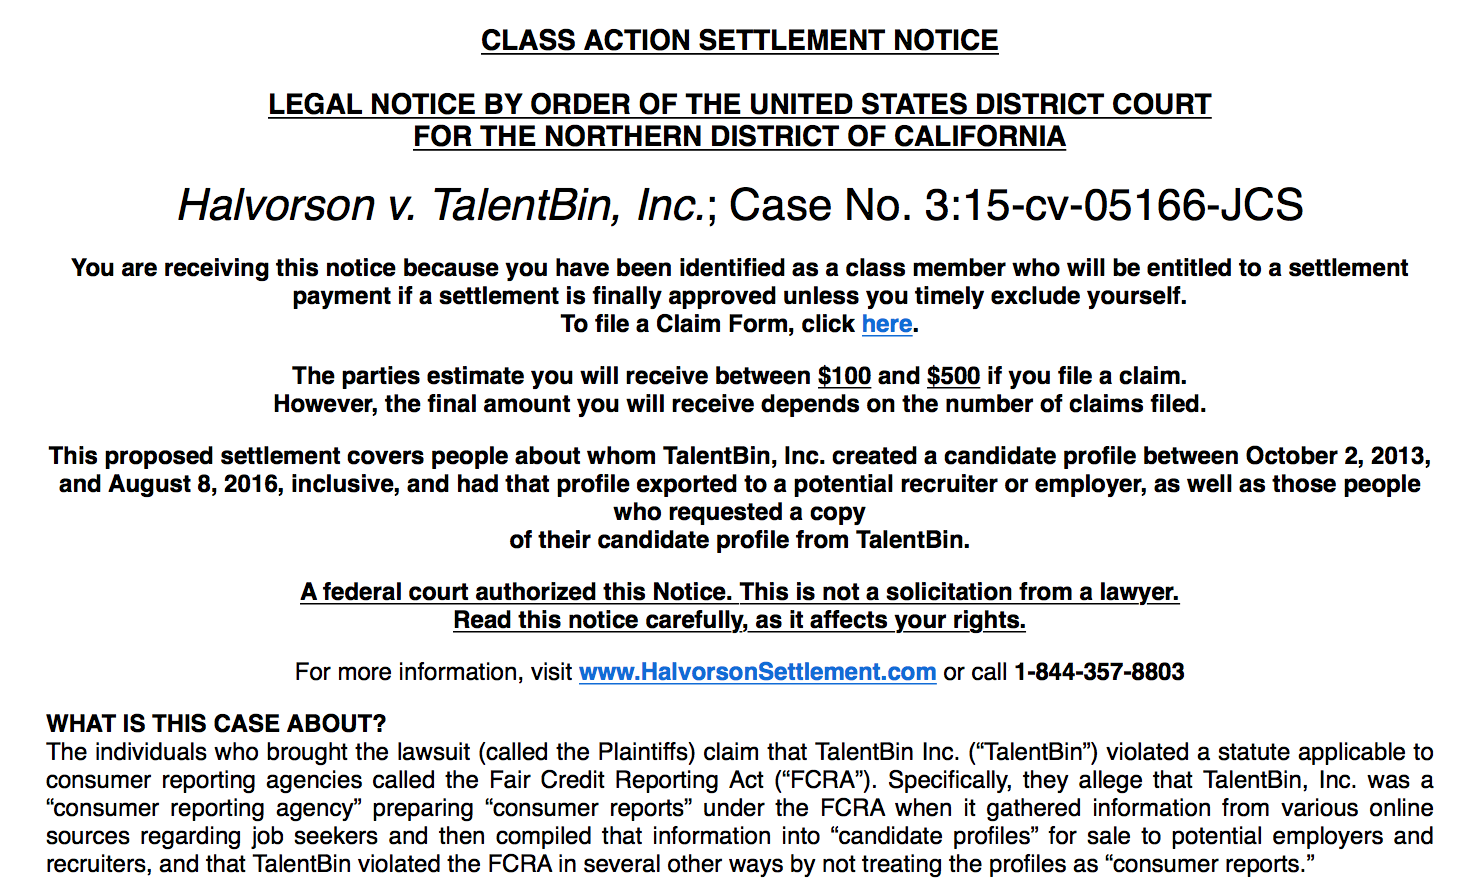 CLASS ACTION SETTLEMENT NOTICE
LEGAL NOTICE BY ORDER OF THE UNITED STATES DISTRICT COURT
FOR THE NORTHERN DISTRICT OF CALIFORNIA
Halvorson v. TalentBin, Inc.; Case No. 3:15-cv-05166-JCS
You are receiving this notice because you have been identified as a class member who will be entitled to a settlement
payment if a settlement is finally approved unless you timely exclude yourself.
To file a Claim Form, click here.
The parties estimate you will receive between $100 and $500 if you file a claim.
However, the final amount you will receive depends on the number of claims filed.
This proposed settlement covers people about whom TalentBin, Inc. created a candidate profile between October 2, 2013,
and August 8, 2016, inclusive, and had that profile exported to a potential recruiter or employer, as well as those people
who requested a copy
of their candidate profile from TalentBin.
A federal court authorized this Notice. This is not a solicitation from a lawyer.
Read this notice carefully, as it affects your rights.
For more information, visit www.HalvorsonSettlement.com or call 1-844-357-8803
WHAT IS THIS CASE ABOUT?
The individuals who brought the lawsuit (called the Plaintiffs) claim that TalentBin Inc. (“TalentBin”) violated a statute applicable to
consumer reporting agencies called the Fair Credit Reporting Act (“FCRA”). Specifically, they allege that TalentBin, Inc. was a
“consumer reporting agency” preparing “consumer reports” under the FCRA when it gathered information from various online
sources regarding job seekers and then compiled that information into “candidate profiles” for sale to potential employers and
recruiters, and that TalentBin violated the FCRA in several other ways by not treating the profiles as “consumer reports.”